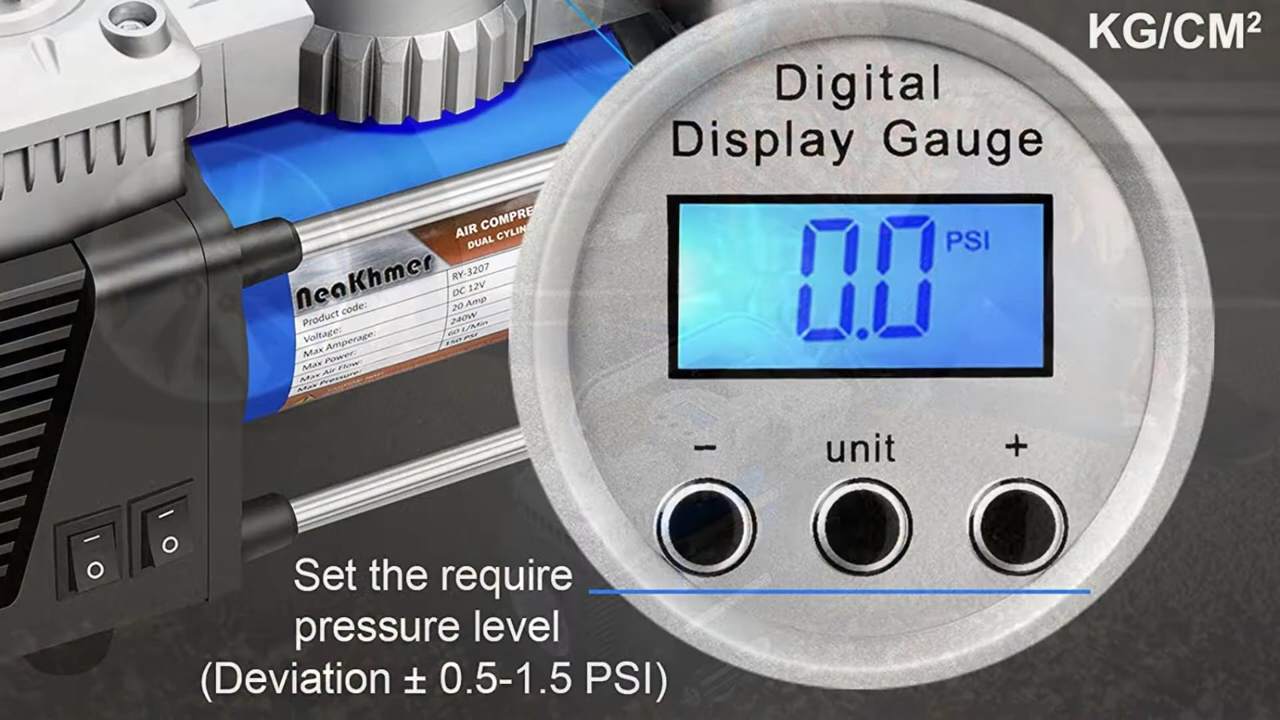 KG/CM²
Digital
Display Gauge
0.0 PSI
- unit +
AIR COMPRE
DUAL CYLIN
NeaKhmer
Product code: RY-3207
Voltage: DC 12V
Max Amperage: 20 Amp
Max Power: 240W
Max Air Flow: 60 L/Min
Max Pressure: 150 PSI
Set the require
pressure level
(Deviation ± 0.5-1.5 PSI)